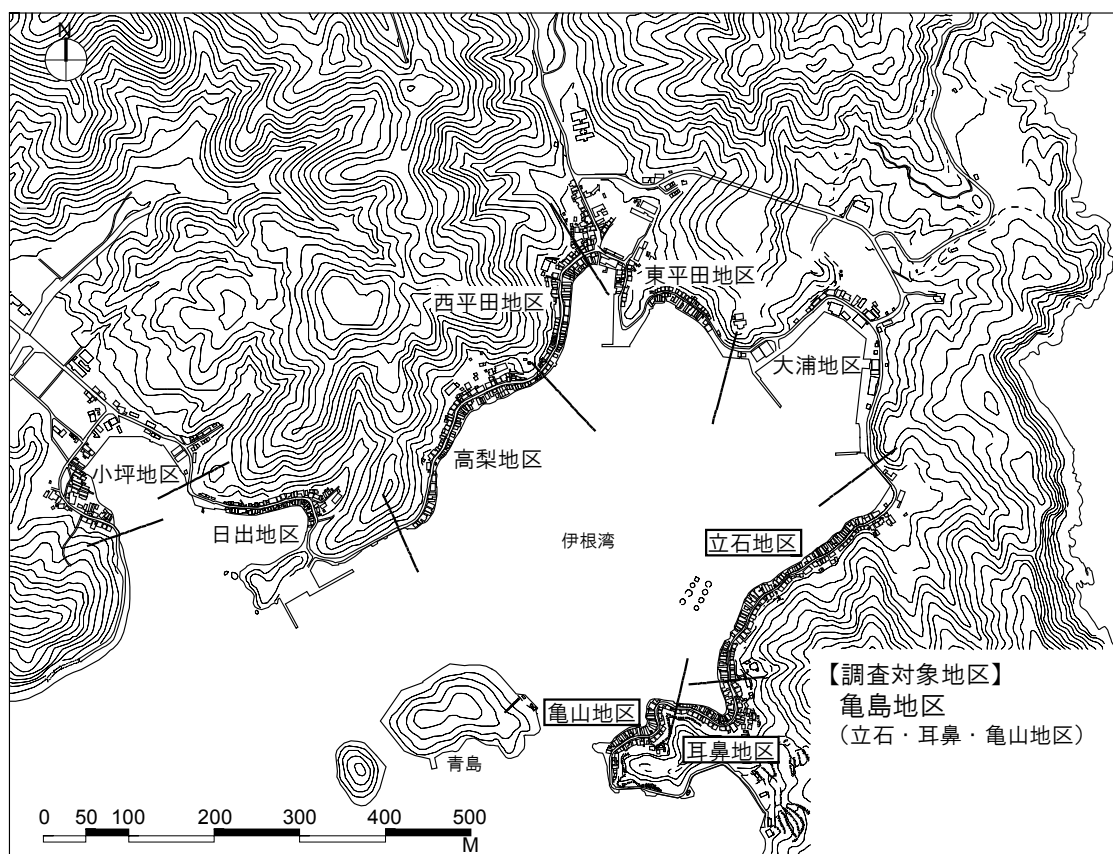 N
西平田地区
東平田地区
大浦地区
小坪地区
高梨地区
日出地区
伊根湾
立石地区
【調査対象地区】
亀島地区
(立石・耳鼻・亀山地区)
亀山地区
耳鼻地区
青島
0 50 100 200 300 400 500
M